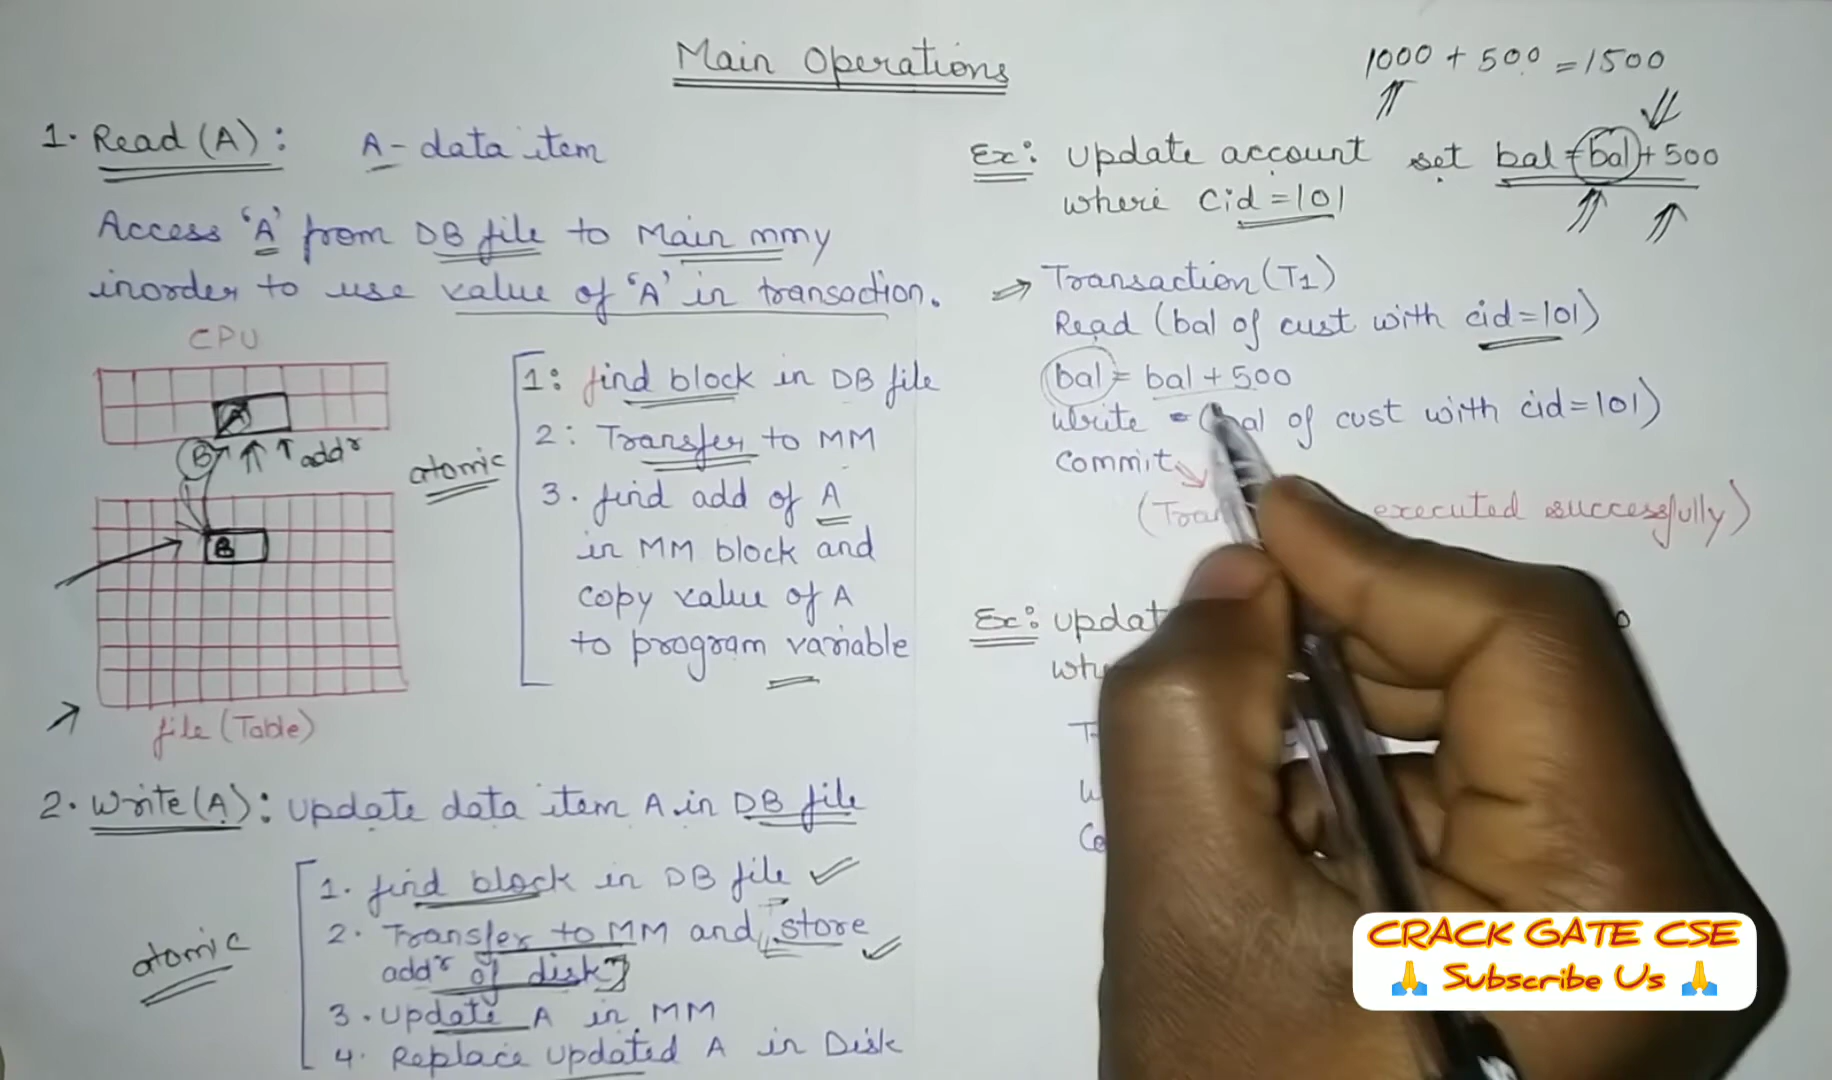 Main Operations
1. Read (A): A - data item
Access 'A' from DB file to Main mmy
inorder to use value of 'A' in transaction.
CPU
A
B
addr
B
file (Table)
atomic
1: find block in DB file
2: Transfer to MM
3. find add of A
in MM block and
copy value of A
to program variable
2. Write (A): Update data item A in DB file
atomic
1. find block in DB file
2. Transfer to MM and store
addr of disk
3. Update A in MM
4. Replace Updated A in Disk
1000 + 500 = 1500
Ex: Update account set bal = bal + 500
where cid = 101
Transaction (T1)
Read (bal of cust with cid = 101)
bal = bal + 500
Write (bal of cust with cid = 101)
Commit
executed successfully)
Ex:
CRACK GATE CSE
🙏 Subscribe Us 🙏